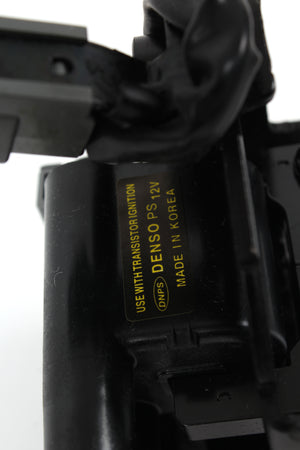 USE WITH TRANSISTOR IGNITION
DNPS DENSO PS 12V
MADE IN KOREA